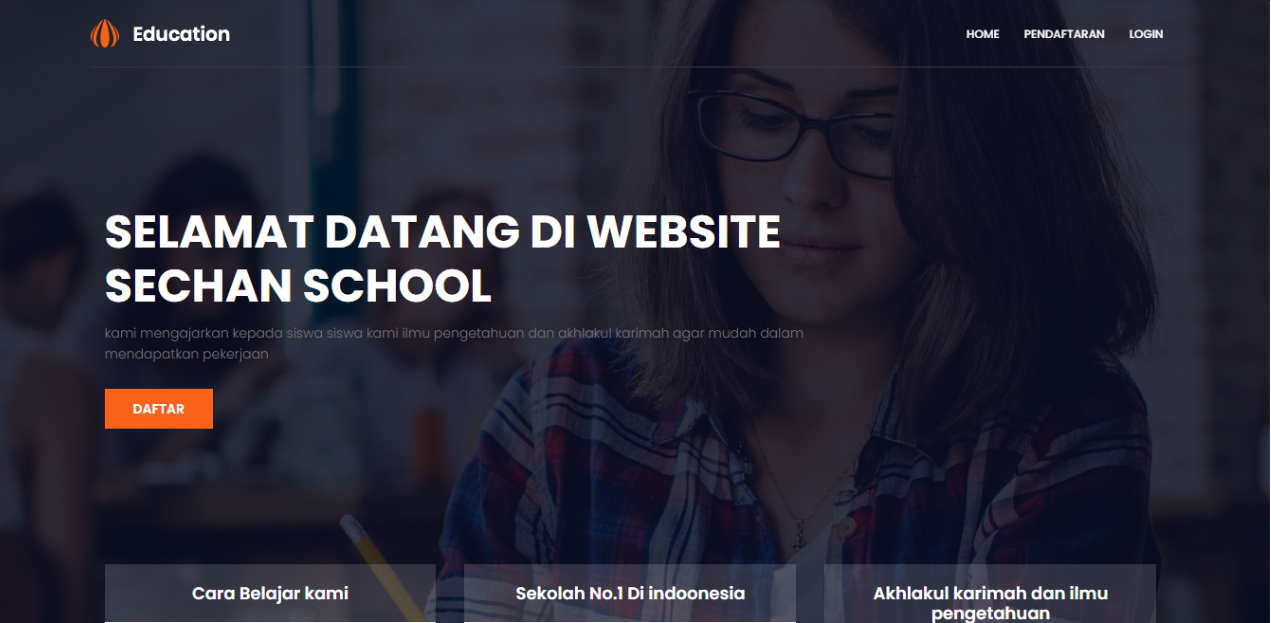 Education
HOME PENDAFTARAN LOGIN
SELAMAT DATANG DI WEBSITE
SECHAN SCHOOL
kami mengajarkan kepada siswa siswa kami ilmu pengetahuan dan akhlakul karimah agar mudah dalam
mendapatkan pekerjaan
DAFTAR
Cara Belajar kami
Sekolah No.1 Di indoonesia
Akhlakul karimah dan ilmu
pengetahuan